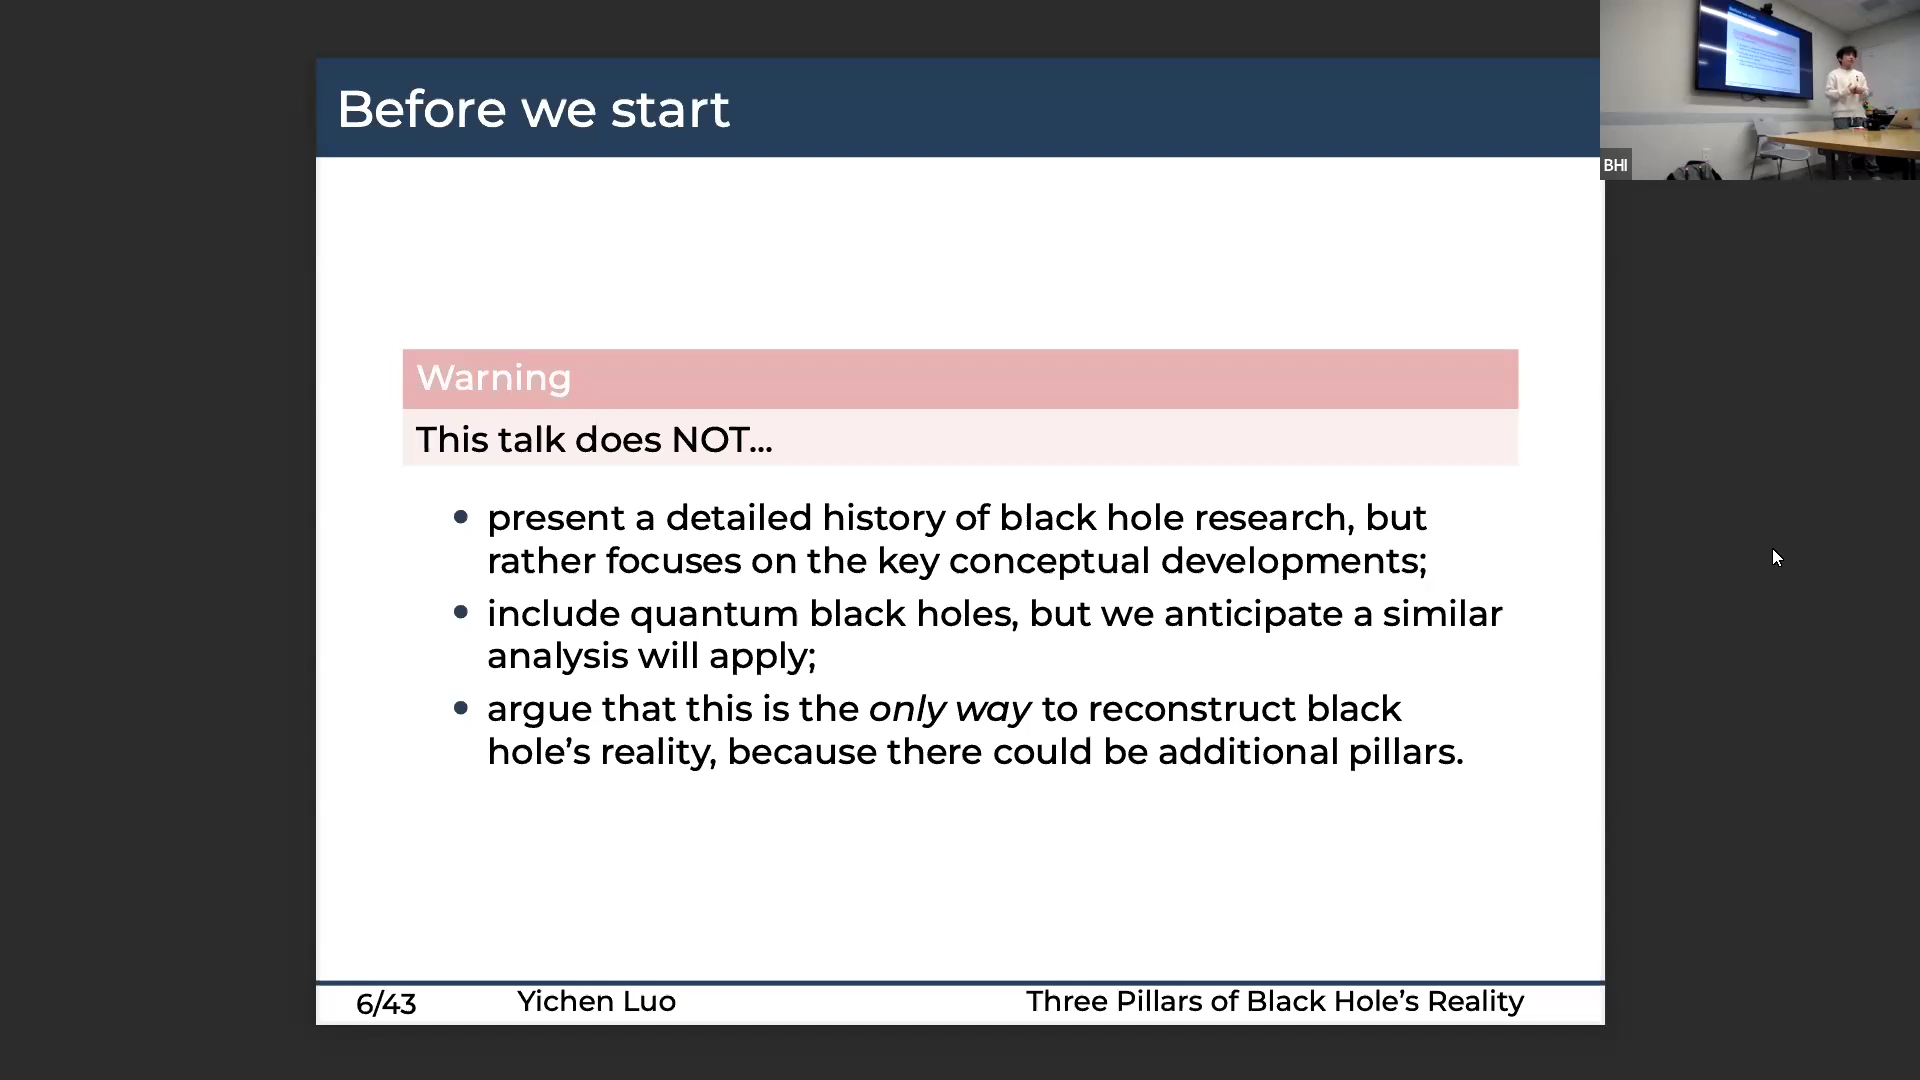 Before we start
BHI
Warning
This talk does NOT...
• present a detailed history of black hole research, but
rather focuses on the key conceptual developments;
• include quantum black holes, but we anticipate a similar
analysis will apply;
• argue that this is the only way to reconstruct black
hole's reality, because there could be additional pillars.
6/43 Yichen Luo Three Pillars of Black Hole's Reality